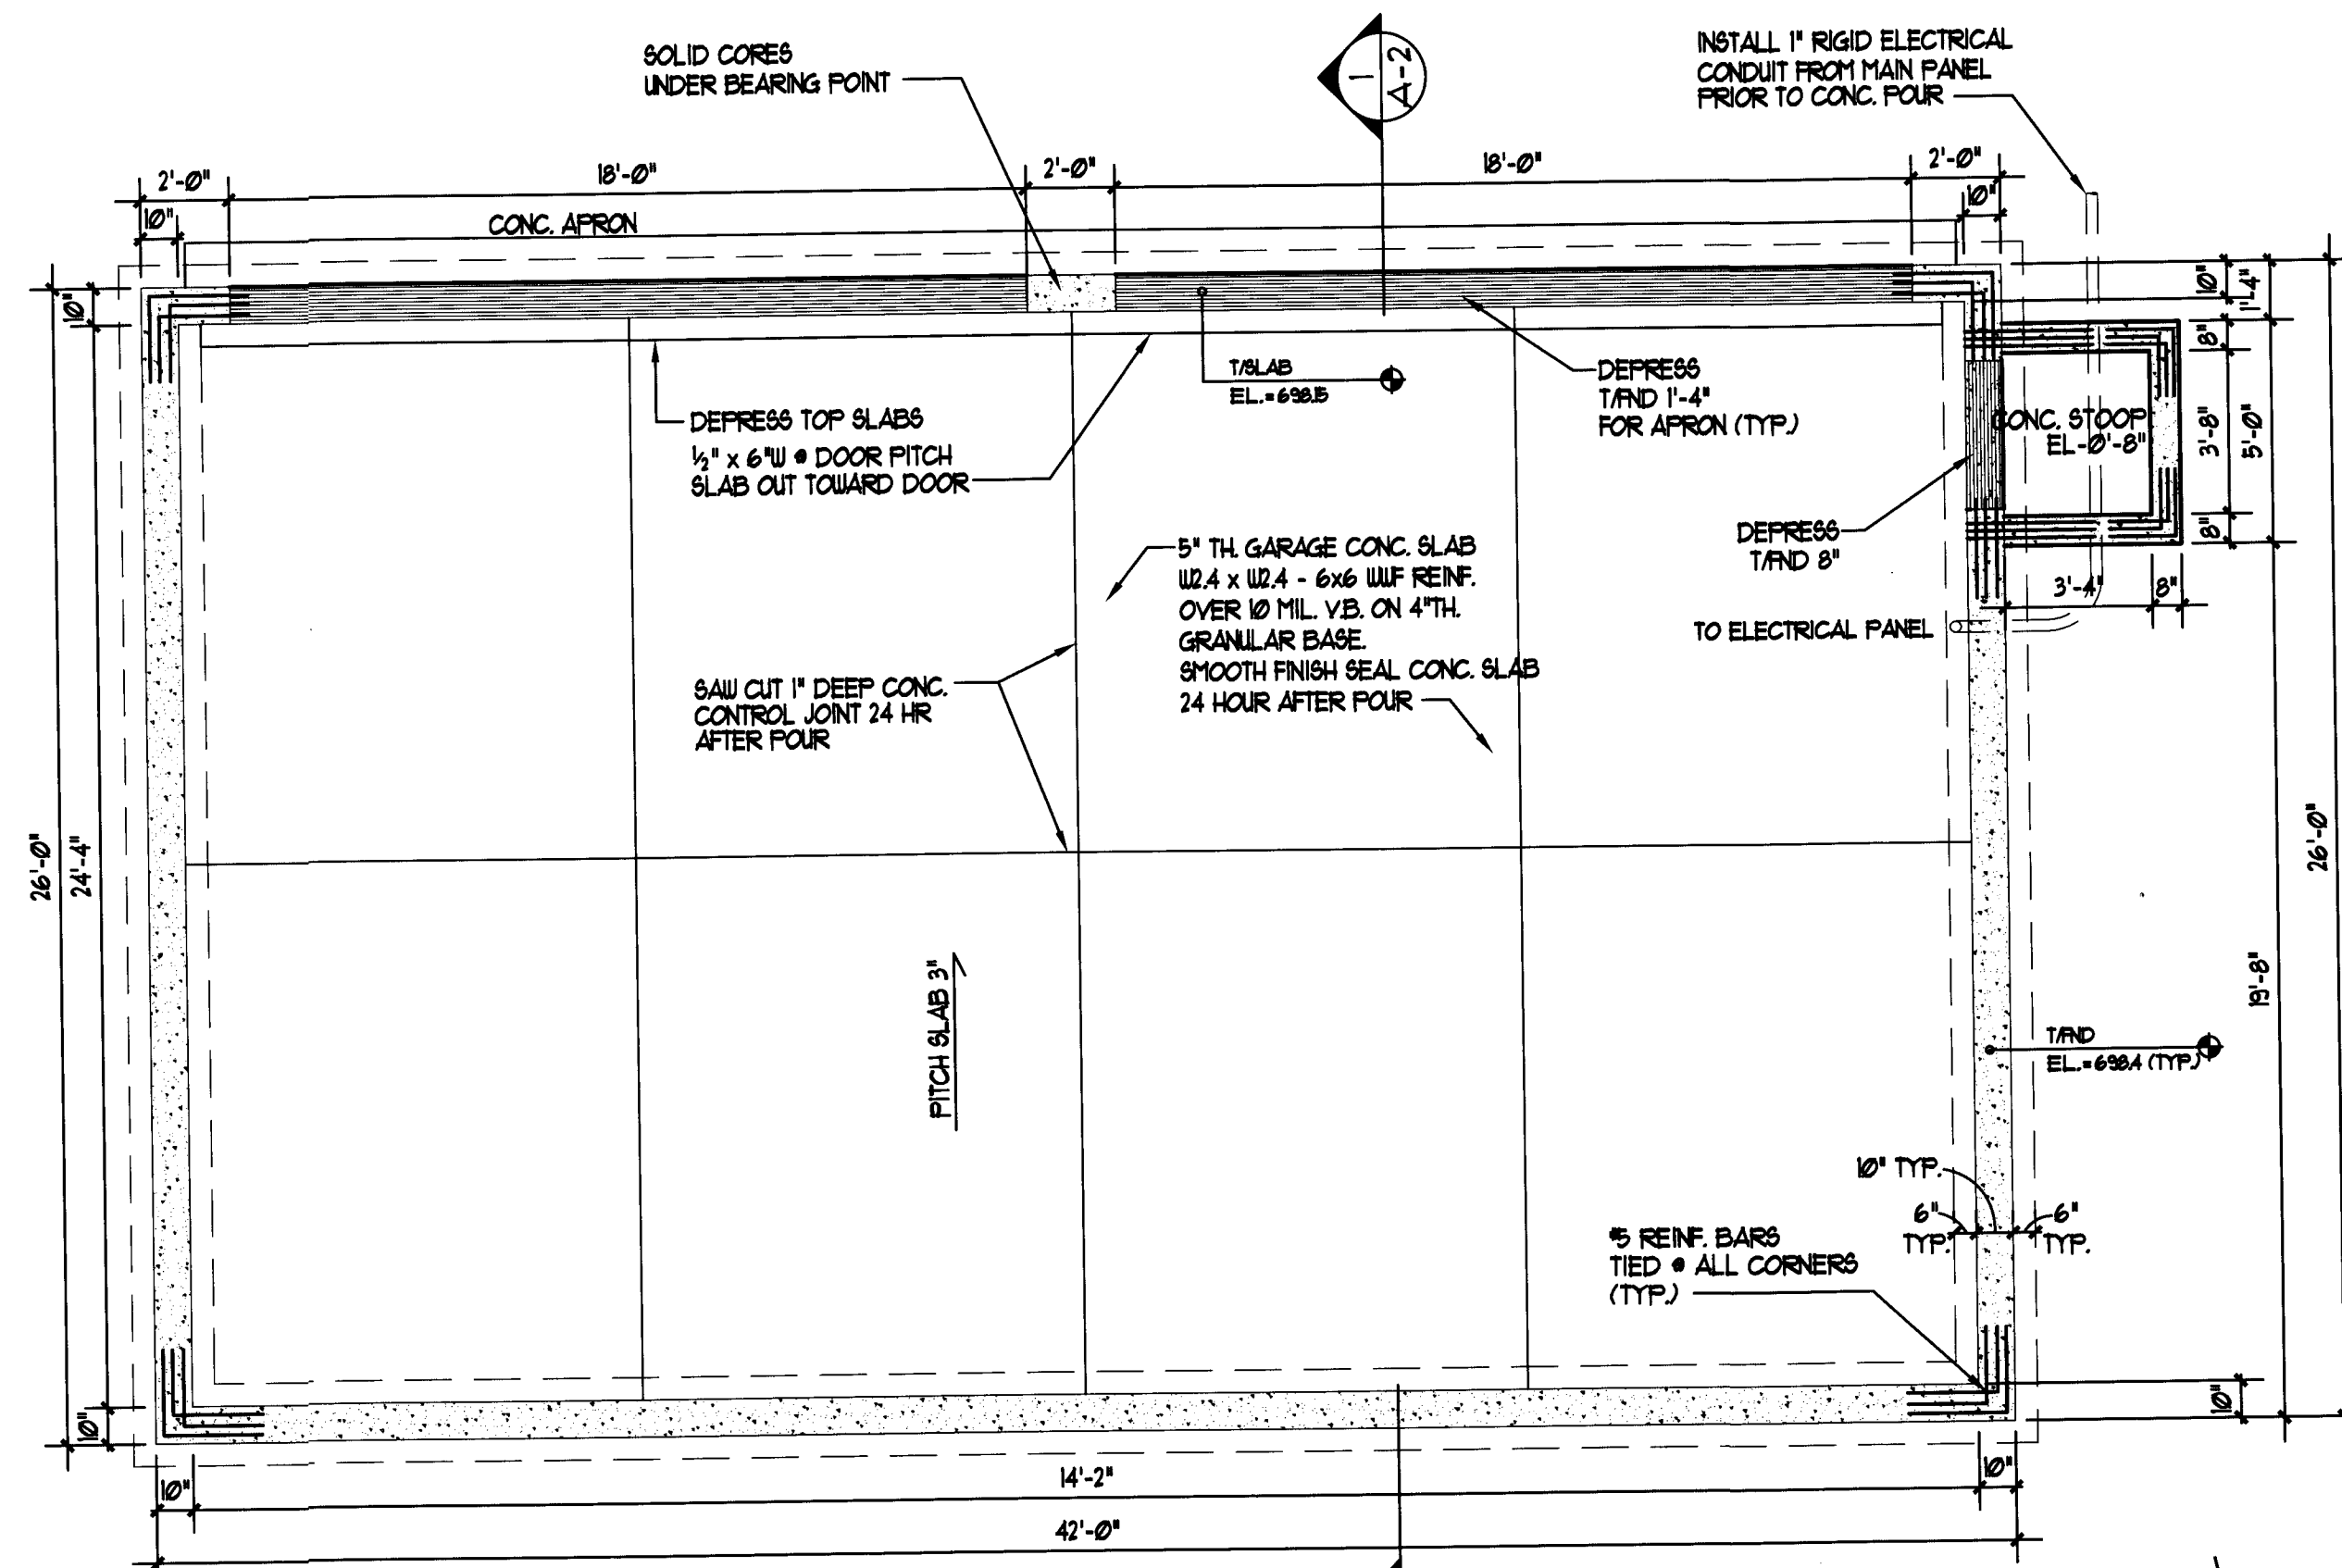 SOLID CORES
UNDER BEARING POINT
1
A-2
INSTALL 1" RIGID ELECTRICAL
CONDUIT FROM MAIN PANEL
PRIOR TO CONC. POUR
2'-0"
18'-0"
2'-0"
18'-0"
2'-0"
10"
CONC. APRON
10"
10"
10"
1'-4"
T/SLAB
EL.=698.15
DEPRESS TOP SLABS
½" x 6"W @ DOOR PITCH
SLAB OUT TOWARD DOOR
DEPRESS
T/FND 1'-4"
FOR APRON (TYP.)
CONC. STOOP
EL-0'-8"
8"
3'-8"
5'-0"
8"
DEPRESS
T/FND 8"
3'-4"
8"
5" TH. GARAGE CONC. SLAB
W2.4 x W2.4 - 6x6 WWF REINF.
OVER 10 MIL. V.B. ON 4"TH.
GRANULAR BASE.
SMOOTH FINISH SEAL CONC. SLAB
24 HOUR AFTER POUR
TO ELECTRICAL PANEL
SAW CUT 1" DEEP CONC.
CONTROL JOINT 24 HR
AFTER POUR
26'-0"
24'-4"
26'-0"
19'-8"
PITCH SLAB 3"
T/FND
EL.=698.4 (TYP.)
10" TYP.
6"
TYP.
6"
TYP.
#5 REINF. BARS
TIED @ ALL CORNERS
(TYP.)
10"
10"
10"
14'-2"
10"
42'-0"